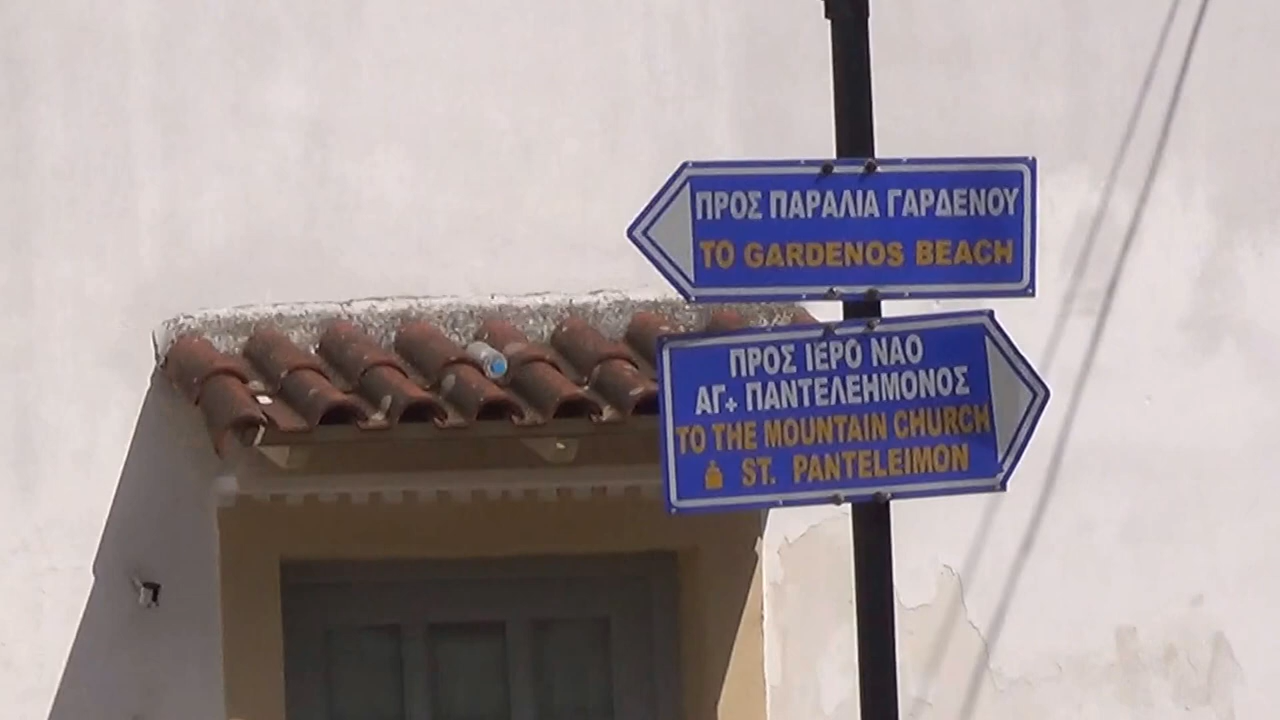 ΠΡΟΣ ΠΑΡΑΛΙΑ ΓΑΡΔΕΝΟΥ
TO GARDENOS BEACH
ΠΡΟΣ ΙΕΡΟ ΝΑΟ
ΑΓ+ ΠΑΝΤΕΛΕΗΜΟΝΟΣ
TO THE MOUNTAIN CHURCH
ST. PANTELEIMON